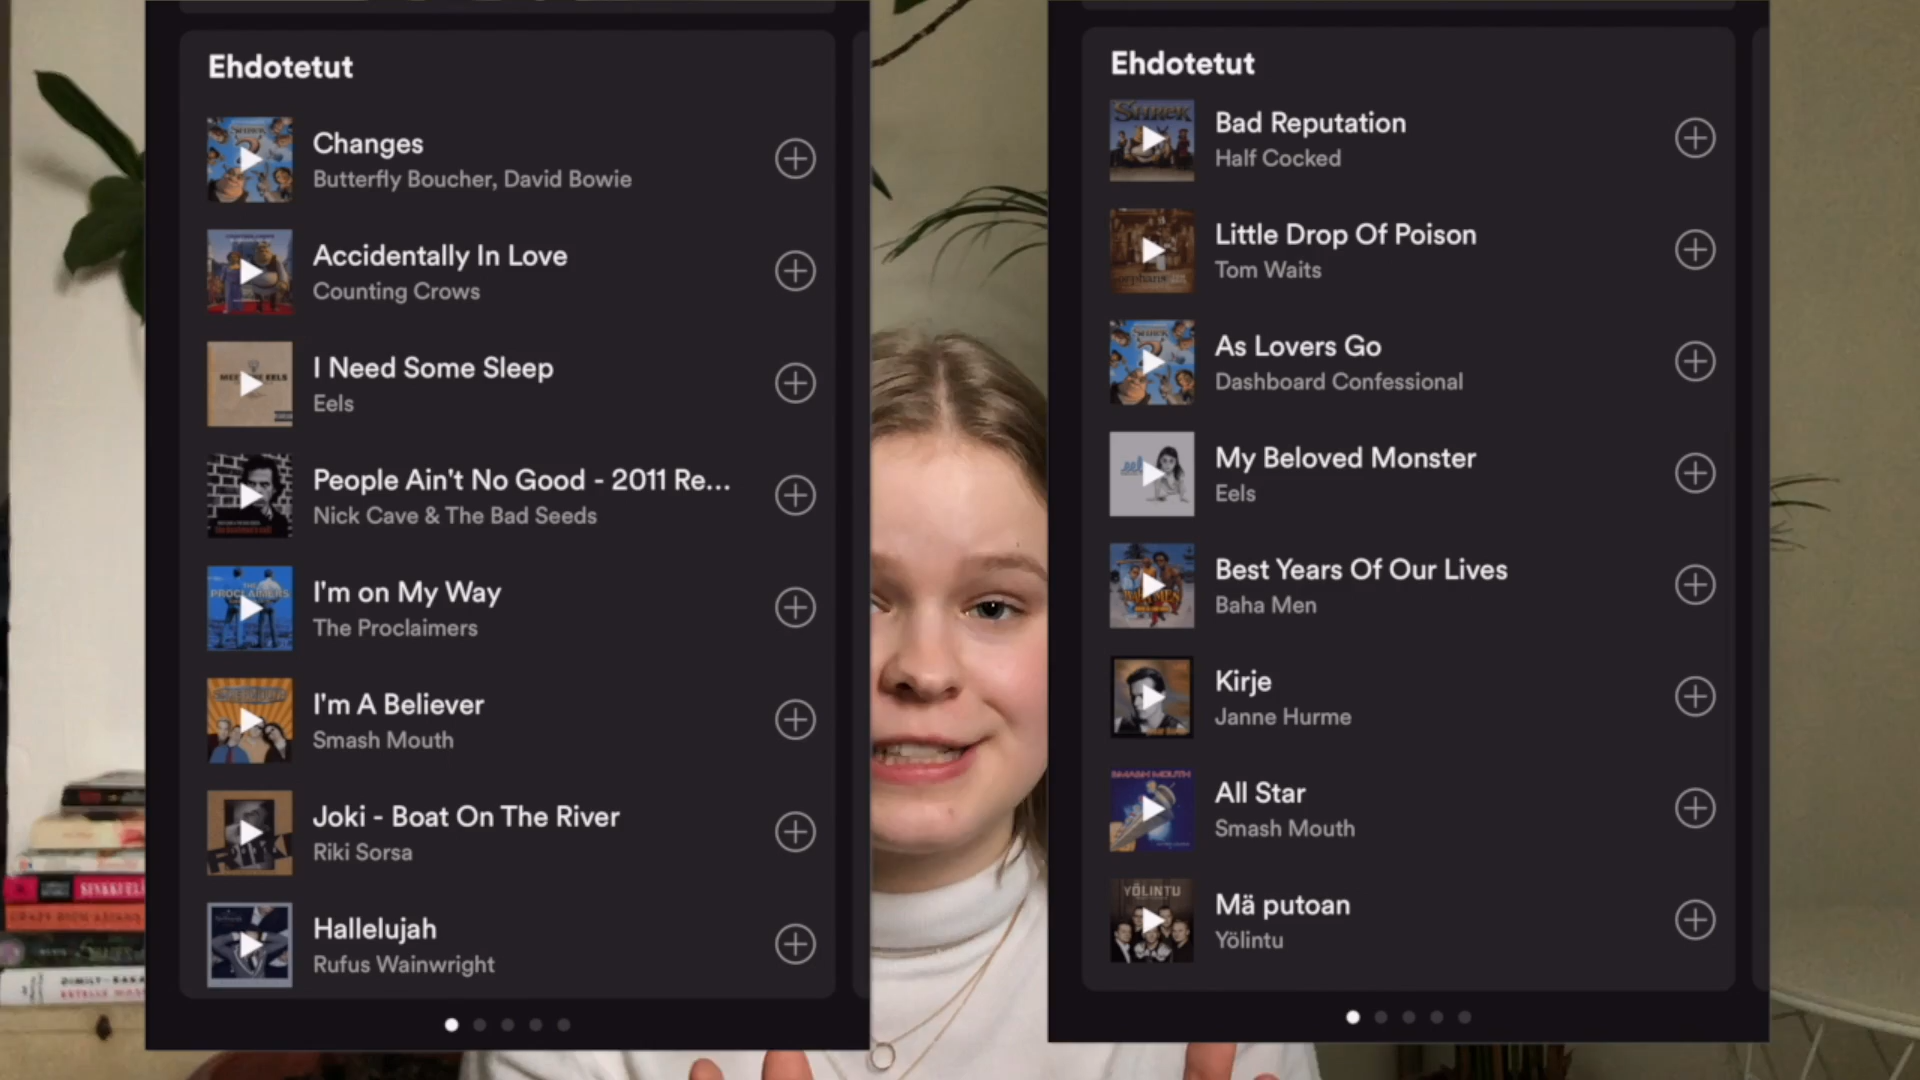 Ehdotetut
Changes
Butterfly Boucher, David Bowie
Accidentally In Love
Counting Crows
I Need Some Sleep
Eels
People Ain't No Good - 2011 Re...
Nick Cave & The Bad Seeds
I'm on My Way
The Proclaimers
I'm A Believer
Smash Mouth
Joki - Boat On The River
Riki Sorsa
Hallelujah
Rufus Wainwright
Ehdotetut
SHREK
Bad Reputation
Half Cocked
Little Drop Of Poison
Tom Waits
As Lovers Go
Dashboard Confessional
My Beloved Monster
Eels
Best Years Of Our Lives
Baha Men
Kirje
Janne Hurme
SMASH MOUTH
All Star
Smash Mouth
YÖLINTU
Mä putoan
Yölintu